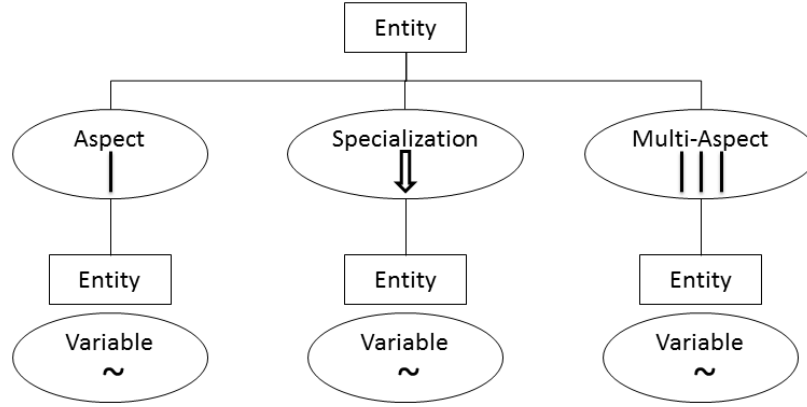 Entity
Aspect Specialization Multi-Aspect
Entity Entity Entity
Variable Variable Variable
~ ~ ~